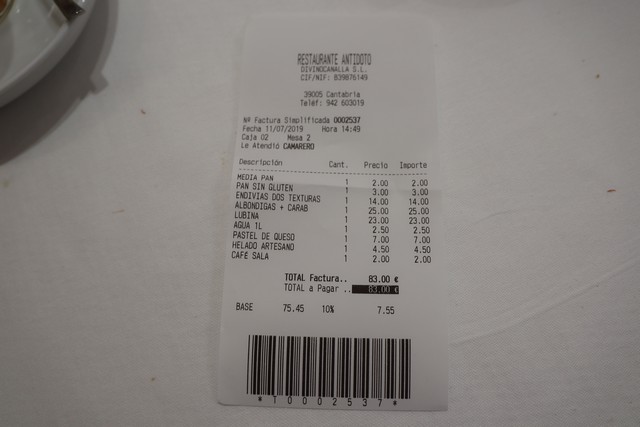 RESTAURANTE ANTIDOTO
DIVINOCANALLA S.L.
CIF/NIF: B39876149
39005 Cantabria
Teléf: 942 603019
Nº Factura Simplificada 0002537
Fecha 11/07/2019 Hora 14:49
Caja 02 Mesa 2
Le Atendió CAMARERO
Descripción Cant. Precio Importe
MEDIA PAN 1 2.00 2.00
PAN SIN GLUTEN 1 3.00 3.00
ENDIVIAS DOS TEXTURAS 1 14.00 14.00
ALBONDIGAS + CARAB 1 25.00 25.00
LUBINA 1 23.00 23.00
AGUA 1L 1 2.50 2.50
PASTEL DE QUESO 1 7.00 7.00
HELADO ARTESANO 1 4.50 4.50
CAFE SALA 1 2.00 2.00
TOTAL Factura.. 83.00 €
TOTAL a Pagar .. 83.00 €
BASE 75.45 10% 7.55
*T0002537*